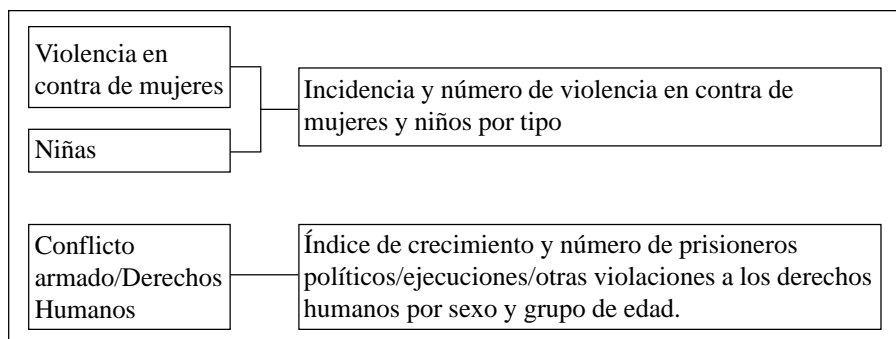 Violencia en
contra de mujeres
Niñas
Incidencia y número de violencia en contra de
mujeres y niños por tipo
Conflicto
armado/Derechos
Humanos
Índice de crecimiento y número de prisioneros
políticos/ejecuciones/otras violaciones a los derechos
humanos por sexo y grupo de edad.